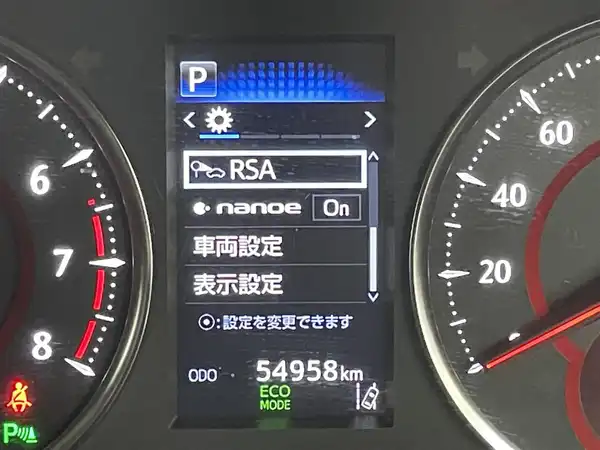 P
RSA
nanoe On
車両設定
表示設定
:設定を変更できます
ODO 54958km
ECO
MODE
6
7
8
P
60
40
20